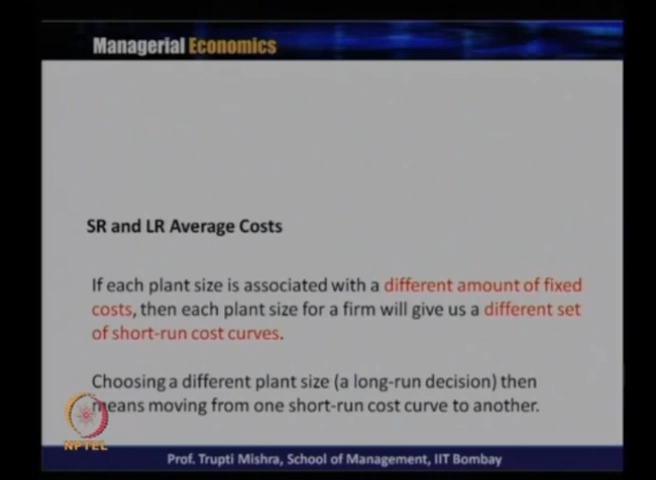 Managerial Economics
SR and LR Average Costs
If each plant size is associated with a different amount of fixed
costs, then each plant size for a firm will give us a different set
of short-run cost curves.
Choosing a different plant size (a long-run decision) then
means moving from one short-run cost curve to another.
NPTEL
Prof. Trupti Mishra, School of Management, IIT Bombay